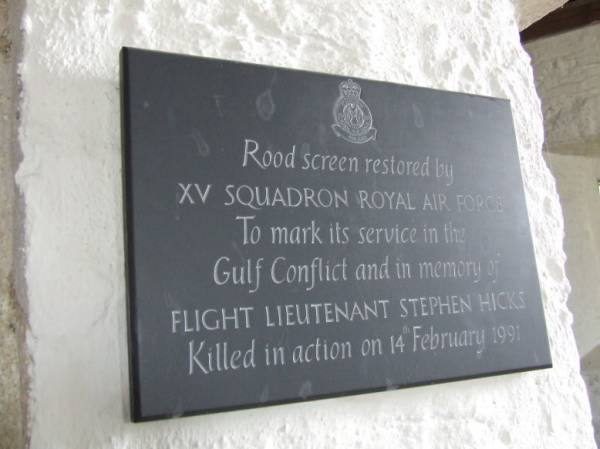 Rood screen restored by
XV SQUADRON ROYAL AIR FORCE
To mark its service in the
Gulf Conflict and in memory of
FLIGHT LIEUTENANT STEPHEN HICKS
Killed in action on 14th February 1991